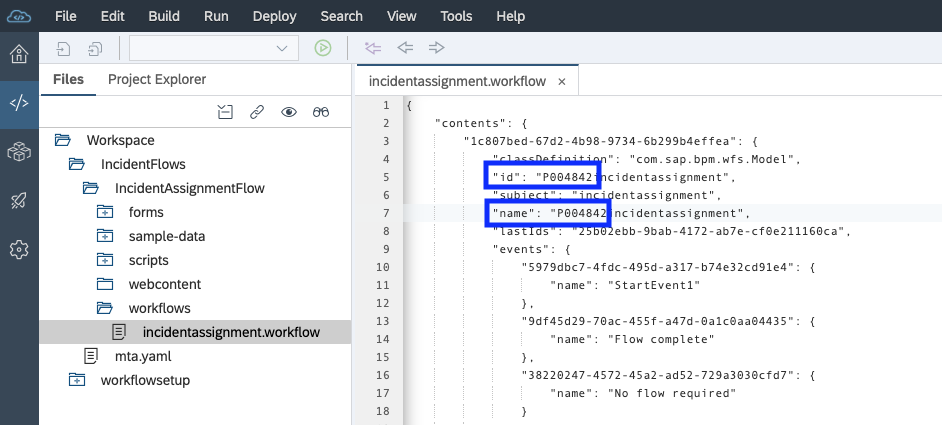 File Edit Build Run Deploy Search View Tools Help
Files Project Explorer
Workspace
IncidentFlows
IncidentAssignmentFlow
forms
sample-data
scripts
webcontent
workflows
incidentassignment.workflow
mta.yaml
workflowsetup
incidentassignment.workflow ×
1 {
2 "contents": {
3 "1c807bed-67d2-4b98-9734-6b299b4effea": {
4 "classDefinition": "com.sap.bpm.wfs.Model",
5 "id": "P004842incidentassignment",
6 "subject": "incidentassignment",
7 "name": "P004842incidentassignment",
8 "lastIds": "25b02ebb-9bab-4172-ab7e-cf0e211160ca",
9 "events": {
10 "5979dbc7-4fdc-495d-a317-b74e32cd91e4": {
11 "name": "StartEvent1"
12 },
13 "9df45d29-70ac-455f-a47d-0a1c0aa04435": {
14 "name": "Flow complete"
15 },
16 "38220247-4572-45a2-ad52-729a3030cfd7": {
17 "name": "No flow required"
18 }